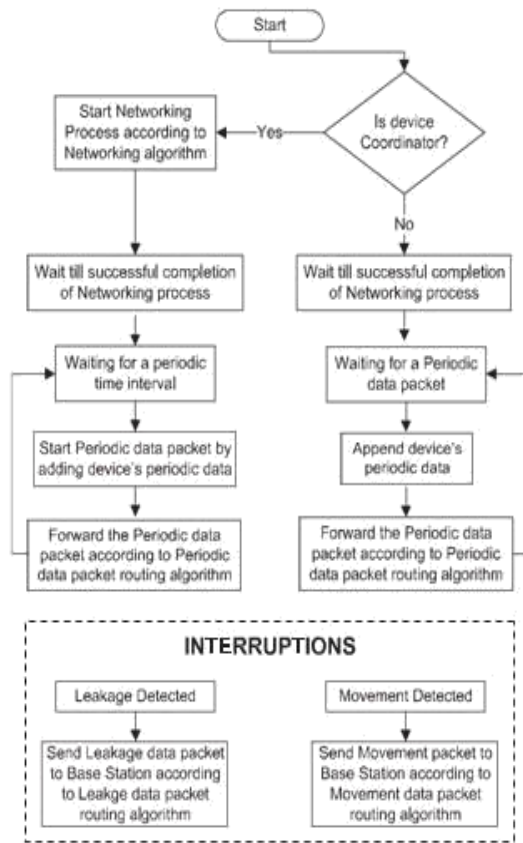 Start
Is device
Coordinator?
Yes
Start Networking
Process according to
Networking algorithm
No
Wait till successful completion
of Networking process
Waiting for a periodic
time interval
Start Periodic data packet by
adding device's periodic data
Forward the Periodic data
packet according to Periodic
data packet routing algorithm
Wait till successful completion
of Networking process
Waiting for a Periodic
data packet
Append device's
periodic data
Forward the Periodic data
packet according to Periodic
data packet routing algorithm
INTERRUPTIONS
Leakage Detected
Send Leakage data packet
to Base Station according
to Leakge data packet
routing algorithm
Movement Detected
Send Movement packet to
Base Station according to
Movement data packet
routing algorithm